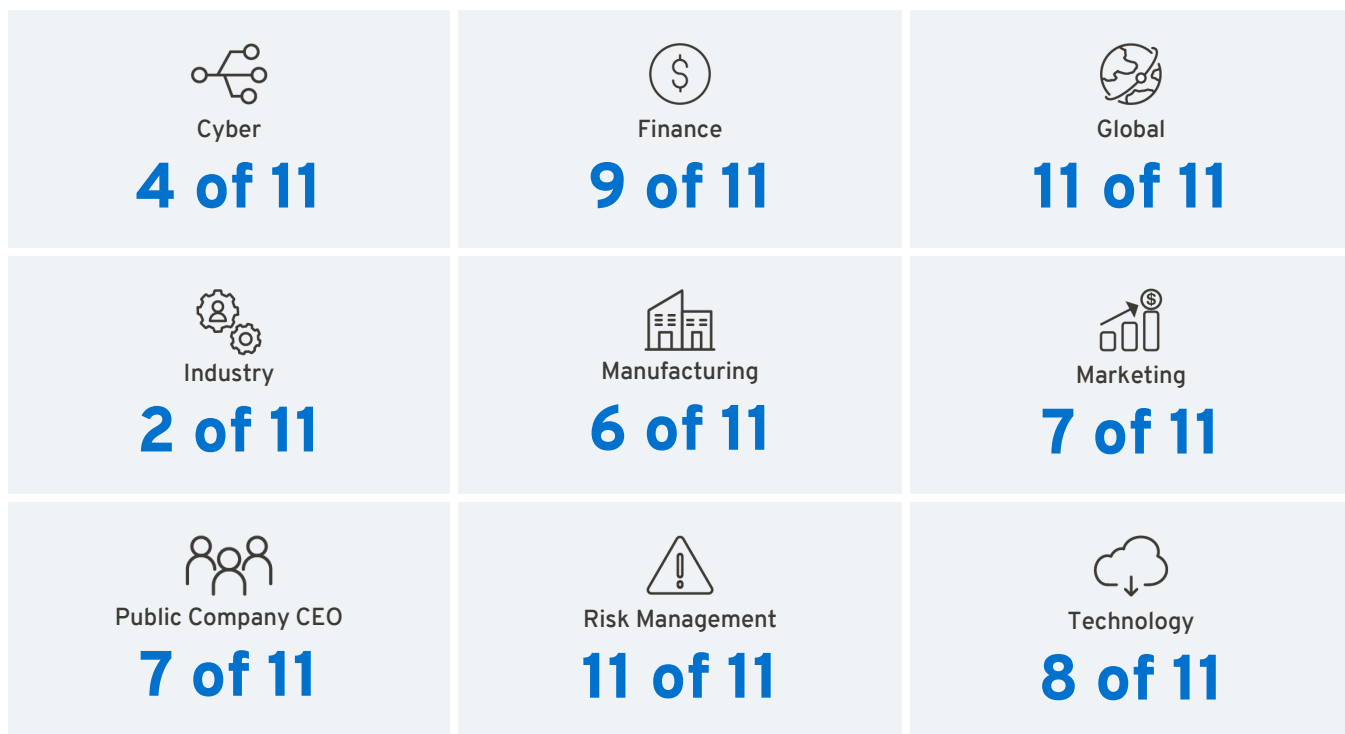 Cyber
4 of 11
Finance
9 of 11
Global
11 of 11
Industry
2 of 11
Manufacturing
6 of 11
Marketing
7 of 11
Public Company CEO
7 of 11
Risk Management
11 of 11
Technology
8 of 11